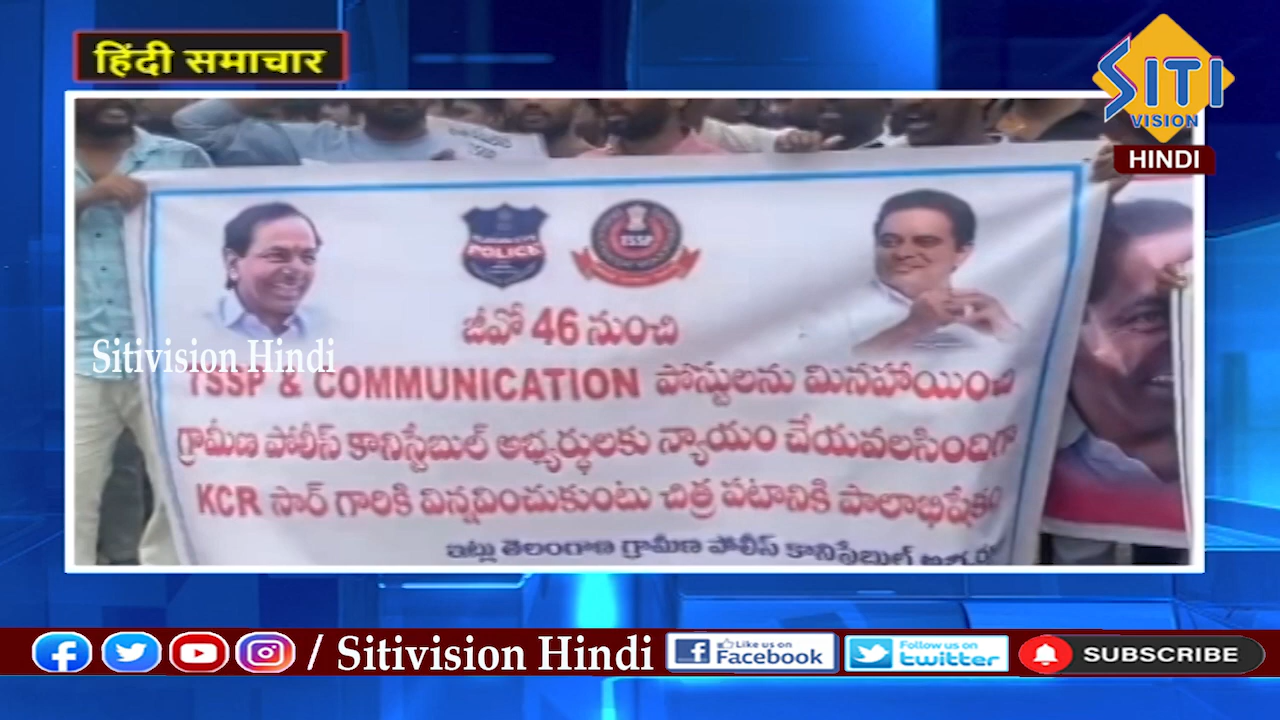 हिंदी समाचार
SITI
VISION
HINDI
POLICE
TSSP
జీవో 46 నుంచి
Sitivision Hindi
TSSP & COMMUNICATION పోస్టులను మినహాయించి
గ్రామీణ పోలీస్ కానిస్టేబుల్ అభ్యర్థులకు న్యాయం చేయవలసిందిగా
KCR సార్ గారికి విన్నవించుకుంటు చిత్ర పటానికి పాలాభిషేకం
ఇట్లు తెలంగాణ గ్రామీణ పోలీస్ కానిస్టేబుల్
/ Sitivision Hindi
Like us on
Facebook
Follow us on
twitter
SUBSCRIBE